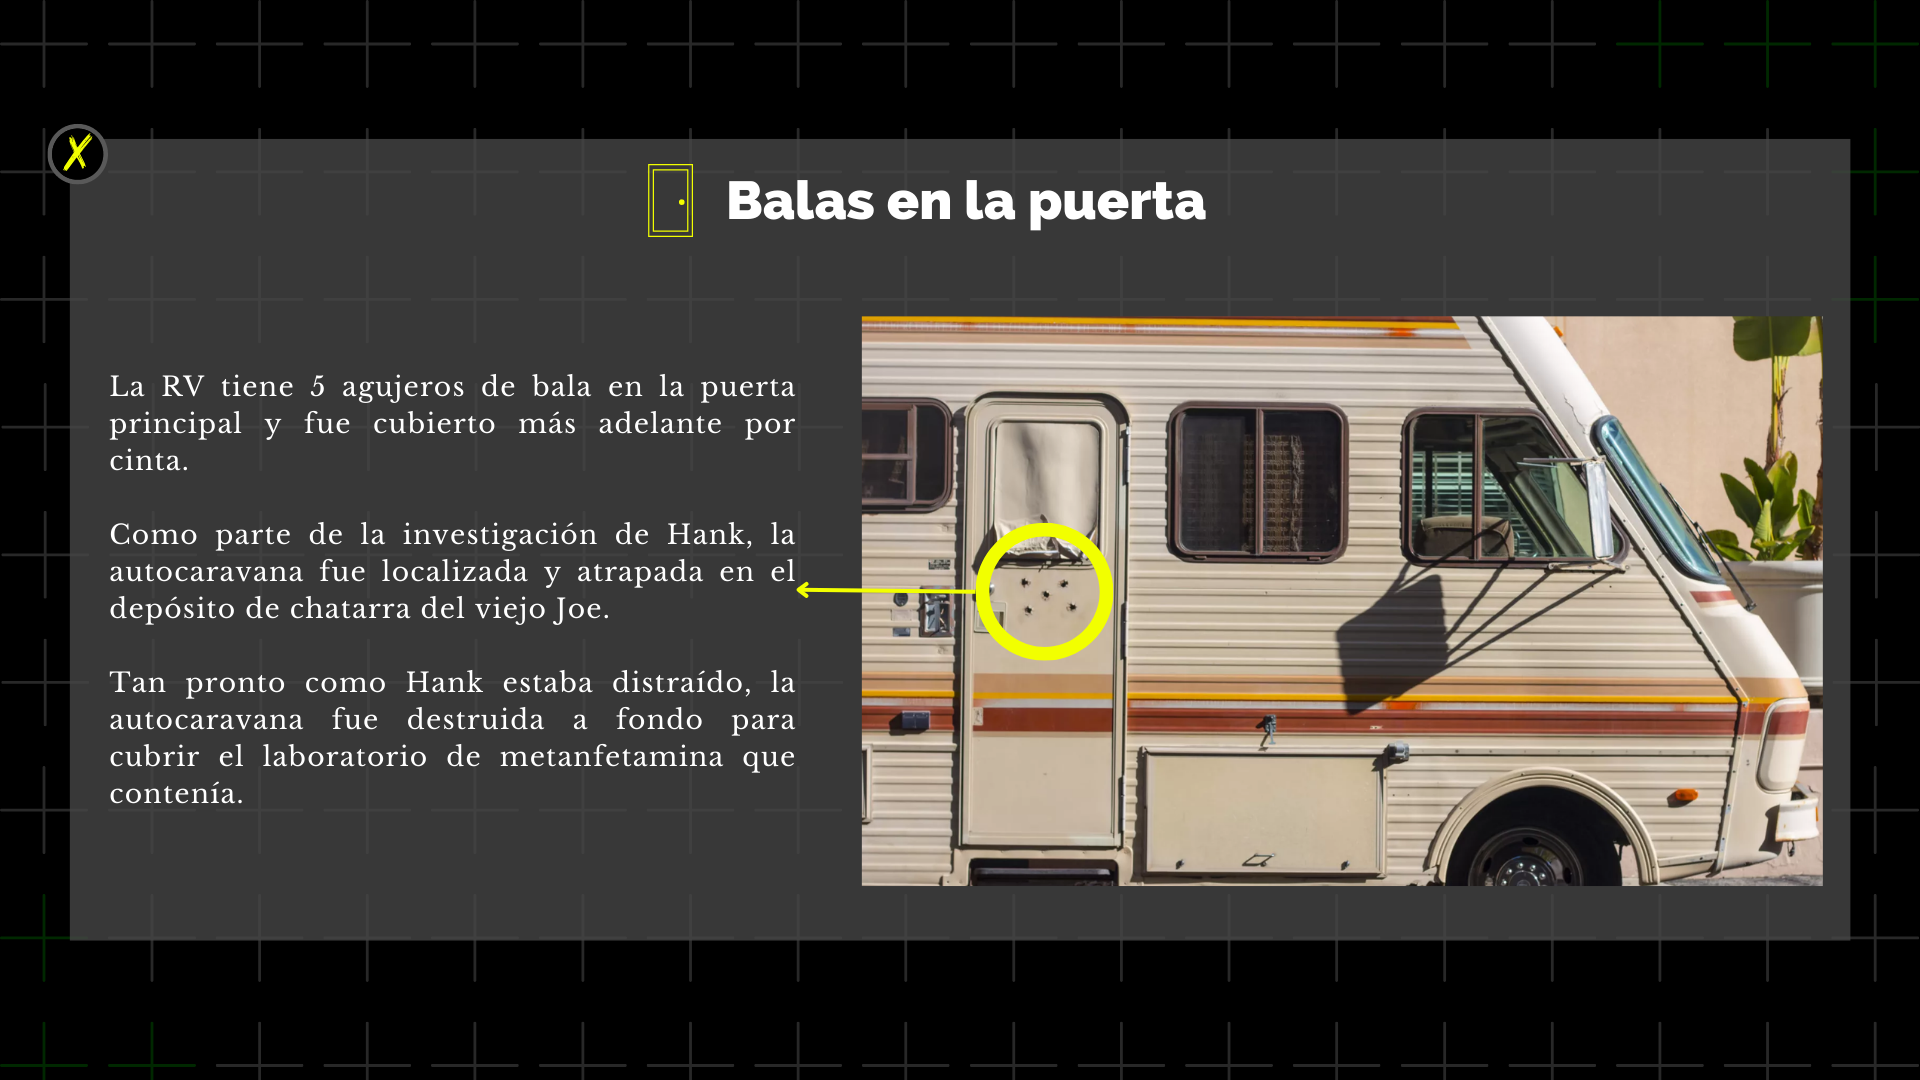 X
Balas en la puerta
La RV tiene 5 agujeros de bala en la puerta
principal y fue cubierto más adelante por
cinta.
Como parte de la investigación de Hank, la
autocaravana fue localizada y atrapada en el
depósito de chatarra del viejo Joe.
Tan pronto como Hank estaba distraído, la
autocaravana fue destruida a fondo para
cubrir el laboratorio de metanfetamina que
contenía.